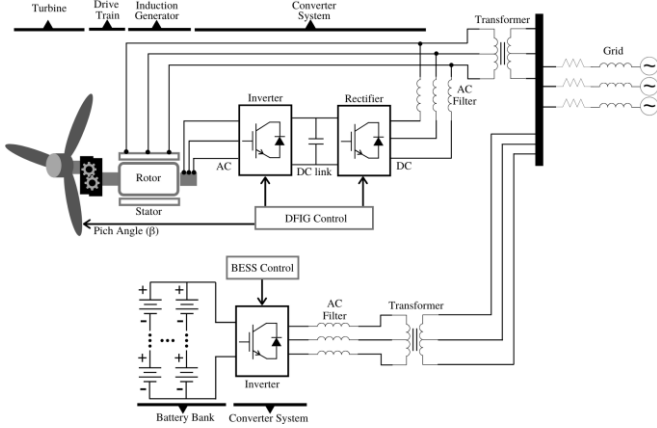 Turbine
Drive
Train
Induction
Generator
Converter
System
Transformer
Grid
Inverter
Rectifier
AC
Filter
AC
DC link
DC
Rotor
Stator
DFIG Control
Pich Angle (β)
BESS Control
AC
Filter
Transformer
+
+
-
-
...
+
+
-
-
Inverter
Battery Bank
Converter System
~
~
~